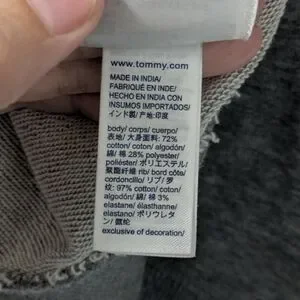 www.tommy.com
MADE IN INDIA/
FABRIQUÉ EN INDE/
HECHO EN INDIA CON
INSUMOS IMPORTADOS/
インド製/产地:印度
body/ corps/ cuerpo/
表地/大身面料: 72%
cotton/ coton/ algodón/
綿/ 棉 28% polyester/
poliéster/ ポリエステル/
聚酯纤维 rib/ bord côte/
cordoncillo/ リブ/ 罗
纹: 97% cotton/ coton/
algodón/ 綿/ 棉 3%
elastane/ élasthanne/
elastano/ ポリウレタ
ン/ 氨纶
exclusive of decoration/